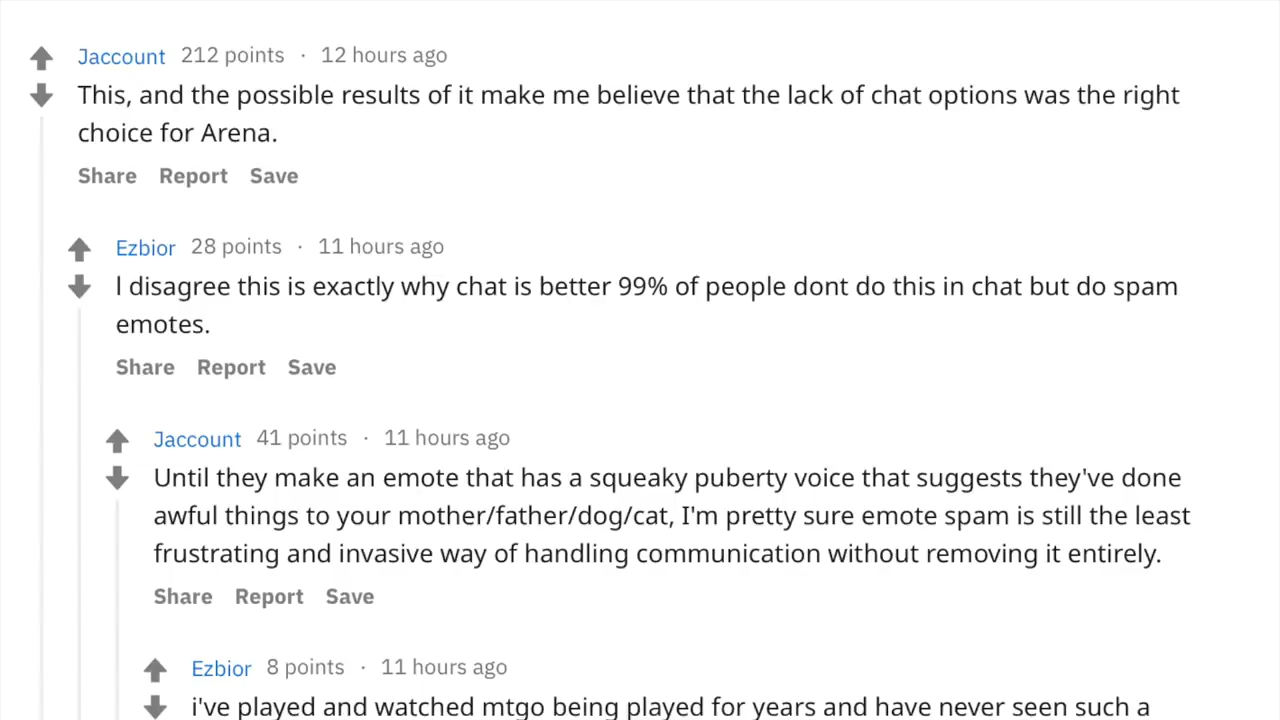 Jaccount 212 points · 12 hours ago
This, and the possible results of it make me believe that the lack of chat options was the right
choice for Arena.
Share Report Save
Ezbior 28 points · 11 hours ago
I disagree this is exactly why chat is better 99% of people dont do this in chat but do spam
emotes.
Share Report Save
Jaccount 41 points · 11 hours ago
Until they make an emote that has a squeaky puberty voice that suggests they've done
awful things to your mother/father/dog/cat, I'm pretty sure emote spam is still the least
frustrating and invasive way of handling communication without removing it entirely.
Share Report Save
Ezbior 8 points · 11 hours ago
i've played and watched mtgo being played for years and have never seen such a